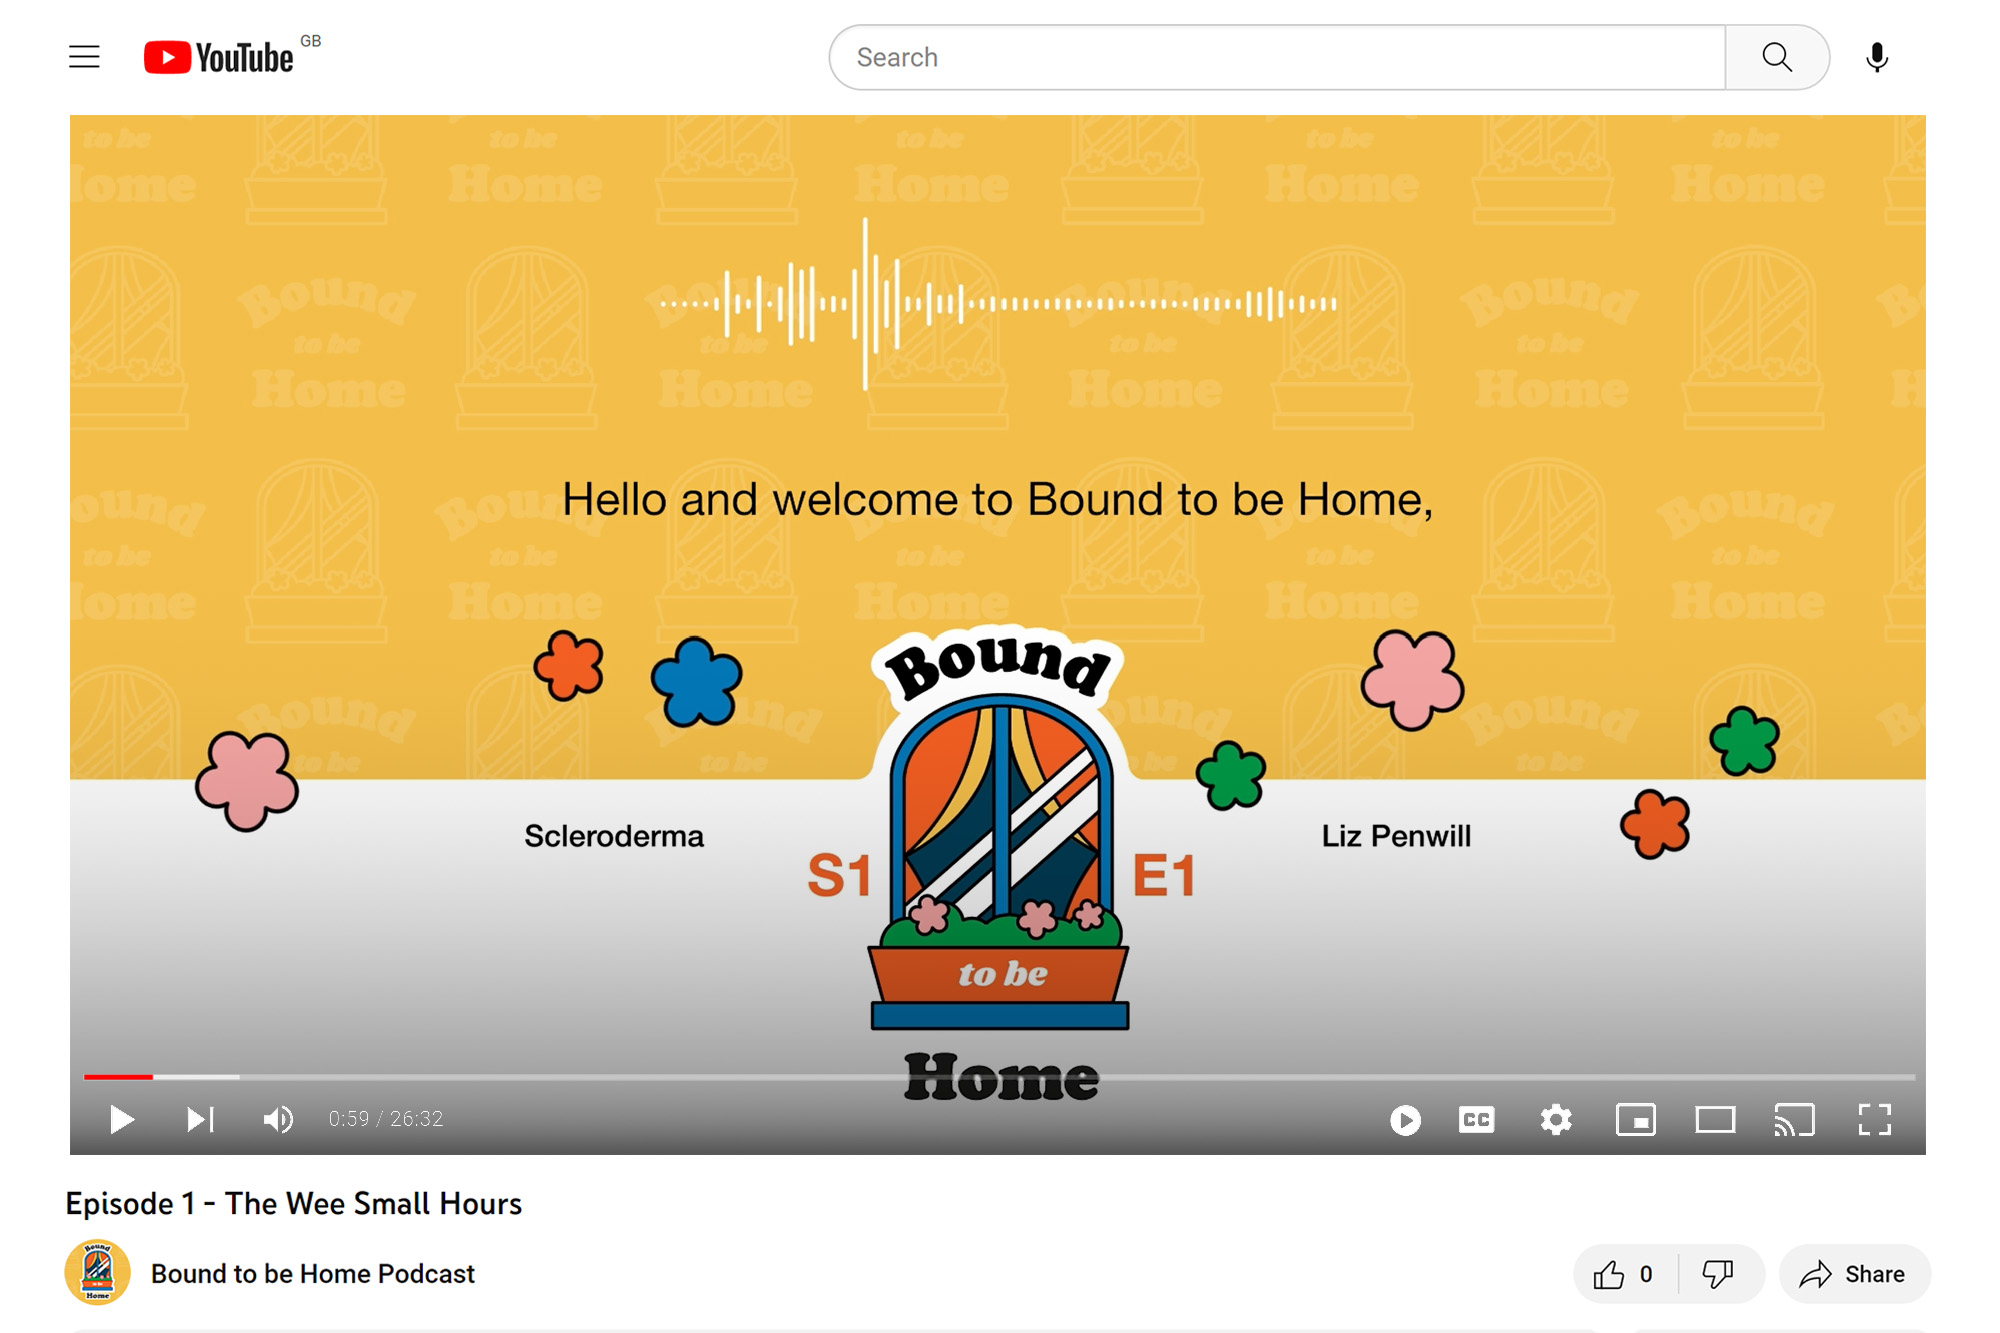 YouTube GB
Search
Hello and welcome to Bound to be Home,
Bound
Scleroderma
Liz Penwill
S1
E1
to be
Home
0:59 / 26:32
CC
Episode 1 - The Wee Small Hours
Bound to be Home Podcast
0
Share